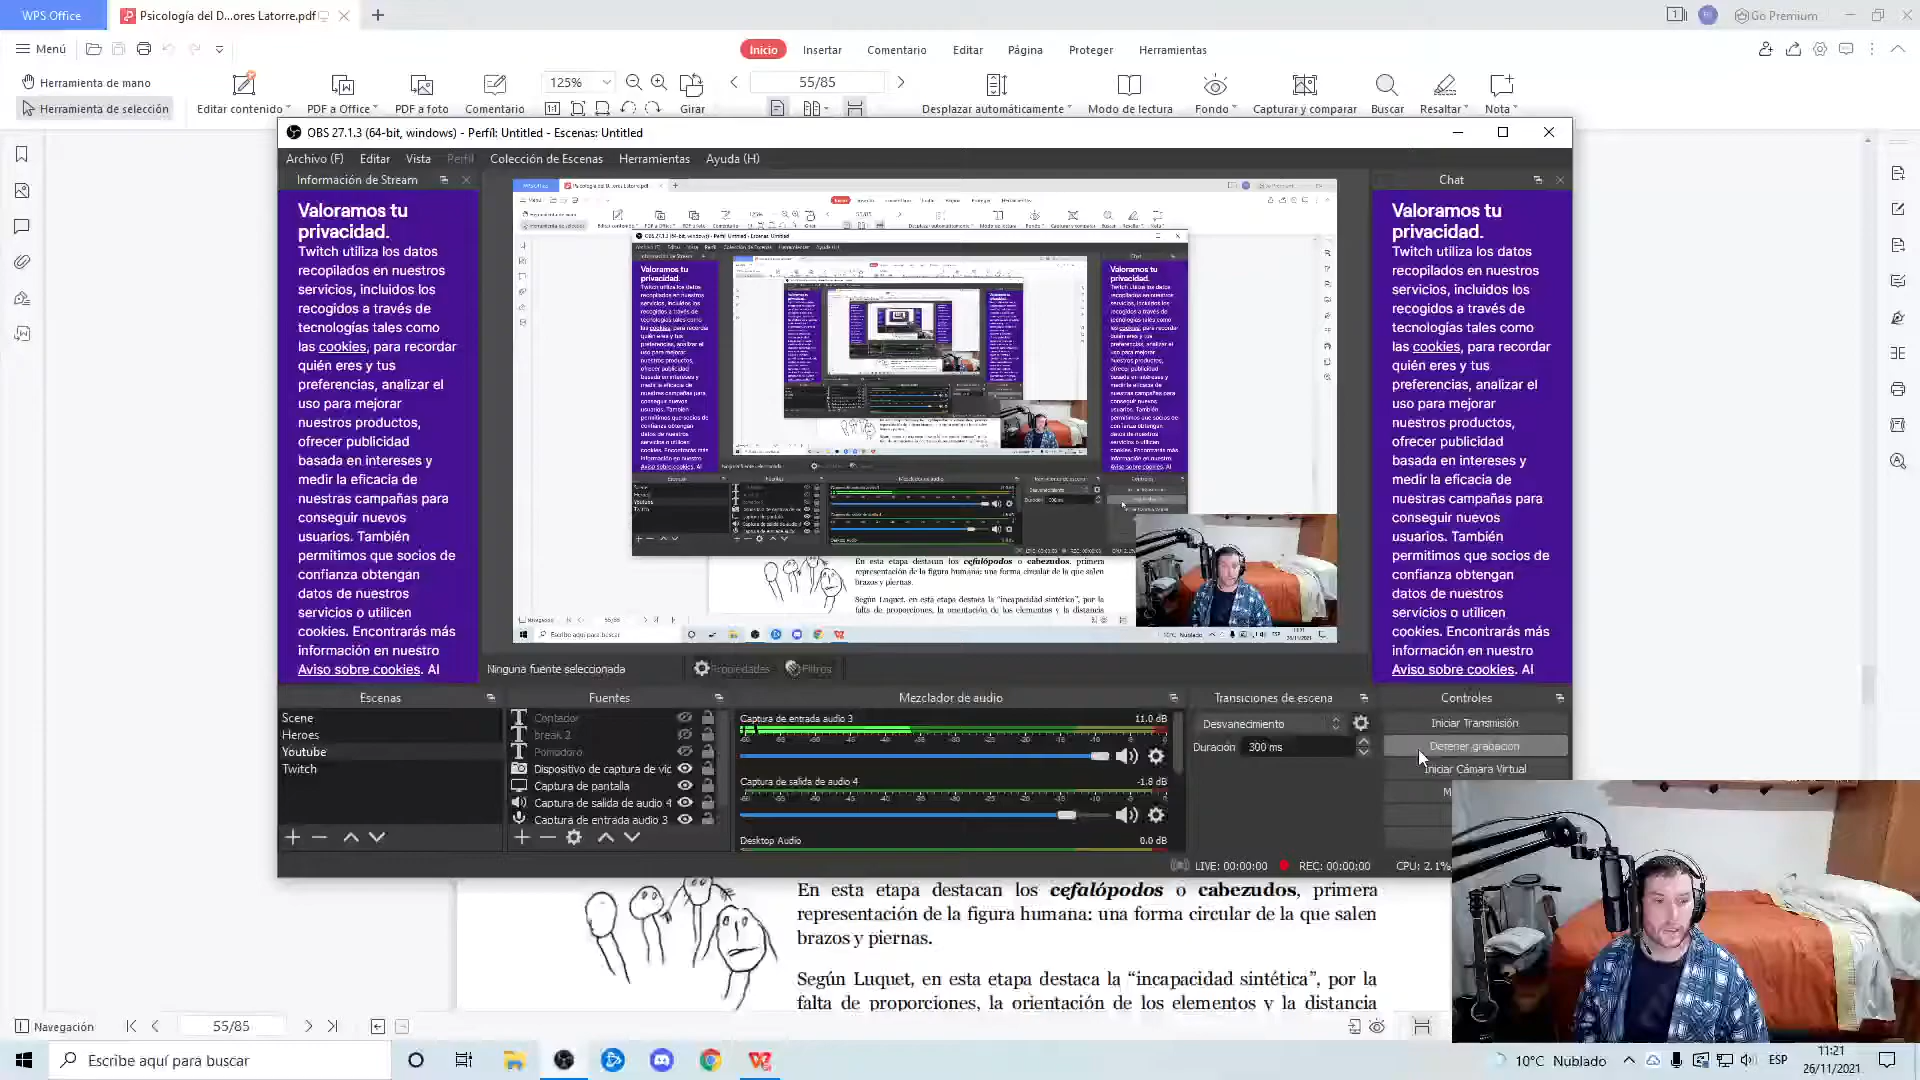 WPS Office
Psicología del D...ores Latorre.pdf
Go Premium
Menú
Inicio
Insertar
Comentario
Editar
Página
Proteger
Herramientas
Herramienta de mano
125%
55/85
Herramienta de selección
Editar contenido
PDF a Office
PDF a foto
Comentario
Girar
Desplazar automáticamente
Modo de lectura
Fondo
Capturar y comparar
Buscar
Resaltar
Nota
OBS 27.1.3 (64-bit, windows) - Perfil: Untitled - Escenas: Untitled
Archivo (F)
Editar
Vista
Perfil
Colección de Escenas
Herramientas
Ayuda (H)
Información de Stream
Valoramos tu
privacidad.
Twitch utiliza los datos
recopilados en nuestros
servicios, incluidos los
recogidos a través de
tecnologías tales como
las cookies, para recordar
quién eres y tus
preferencias, analizar el
uso para mejorar
nuestros productos,
ofrecer publicidad
basada en intereses y
medir la eficacia de
nuestras campañas para
conseguir nuevos
usuarios. También
permitimos que socios de
confianza obtengan
datos de nuestros
servicios o utilicen
cookies. Encontrarás más
información en nuestro
Aviso sobre cookies. Al
Chat
Valoramos tu
privacidad.
Twitch utiliza los datos
recopilados en nuestros
servicios, incluidos los
recogidos a través de
tecnologías tales como
las cookies, para recordar
quién eres y tus
preferencias, analizar el
uso para mejorar
nuestros productos,
ofrecer publicidad
basada en intereses y
medir la eficacia de
nuestras campañas para
conseguir nuevos
usuarios. También
permitimos que socios de
confianza obtengan
datos de nuestros
servicios o utilicen
cookies. Encontrarás más
información en nuestro
Aviso sobre cookies. Al
Ninguna fuente seleccionada
Propiedades
Filtros
Escenas
Scene
Heroes
Youtube
Twitch
Fuentes
Contador
break 2
Pomodoro
Dispositivo de captura de víc
Captura de pantalla
Captura de salida de audio 4
Captura de entrada audio 3
Mezclador de audio
Captura de entrada audio 3
11.0 dB
Captura de salida de audio 4
-1.8 dB
Desktop Audio
0.0 dB
Transiciones de escena
Desvanecimiento
Duración
300 ms
Controles
Iniciar Transmisión
Detener grabación
Iniciar Cámara Virtual
M
LIVE: 00:00:00
REC: 00:00:00
CPU: 2.1%
En esta etapa destacan los cefalópodos o cabezudos, primera
representación de la figura humana: una forma circular de la que salen
brazos y piernas.
Según Luquet, en esta etapa destaca la “incapacidad sintética”, por la
falta de proporciones, la orientación de los elementos y la distancia
Navegación
55/85
Escribe aquí para buscar
10°C Nublado
ESP
11:21
26/11/2021